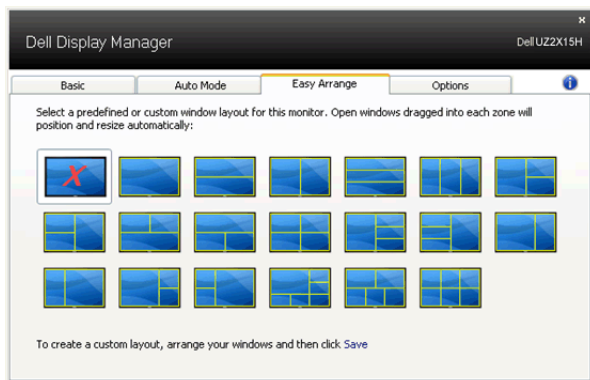 x
Dell Display Manager
Dell UZ2X15H
Basic
Auto Mode
Easy Arrange
Options
i
Select a predefined or custom window layout for this monitor. Open windows dragged into each zone will
position and resize automatically:
X
To create a custom layout, arrange your windows and then click Save